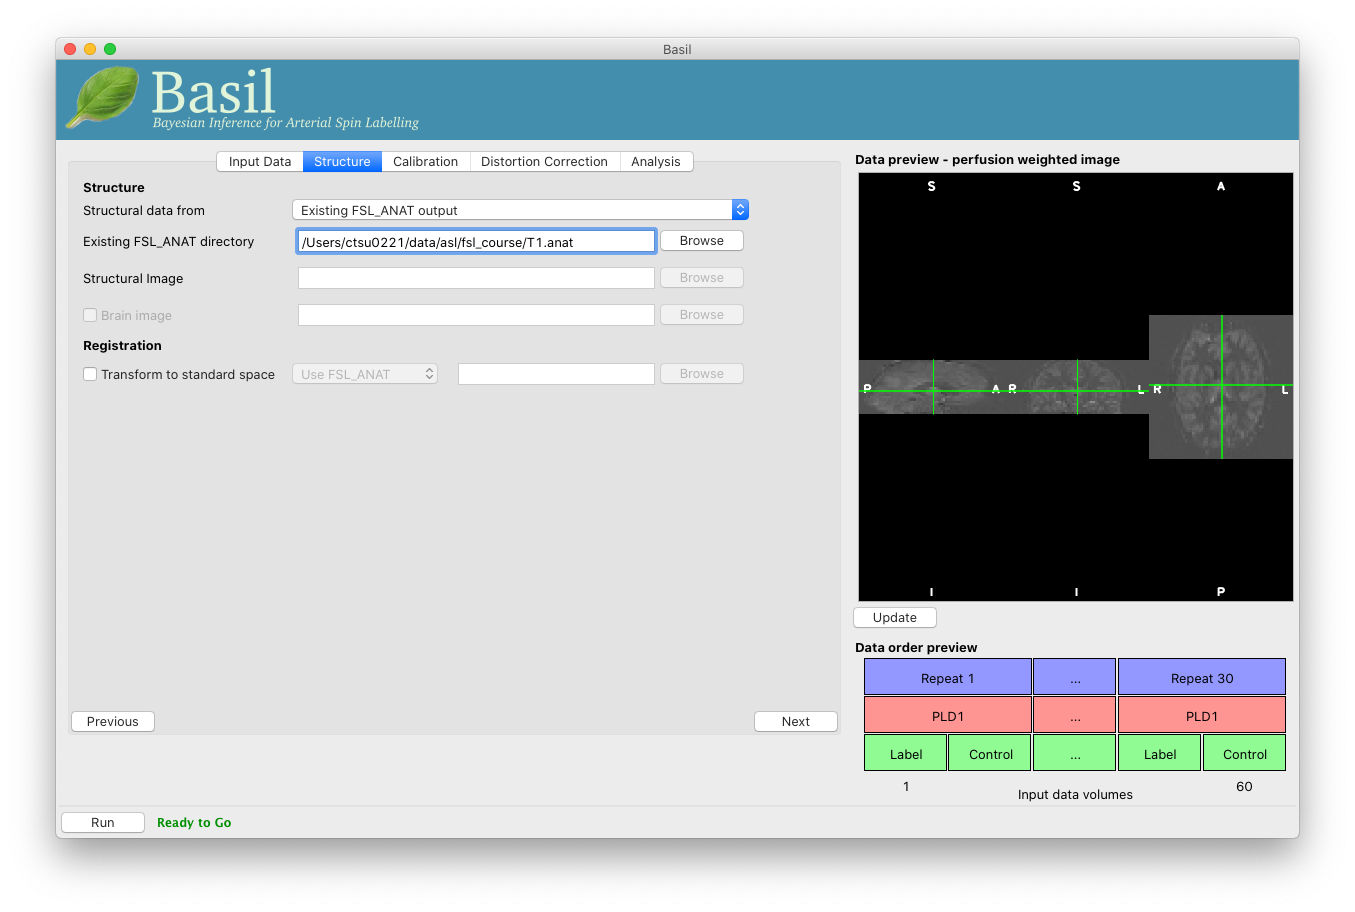 Basil
Basil
Bayesian Inference for Arterial Spin Labelling
Input Data Structure Calibration Distortion Correction Analysis
Structure
Structural data from Existing FSL_ANAT output
Existing FSL_ANAT directory /Users/ctsu0221/data/asl/fsl_course/T1.anat Browse
Structural Image Browse
Brain image Browse
Registration
Transform to standard space Use FSL_ANAT Browse
Previous Next
Data preview - perfusion weighted image
S S A
P A R L R L
I I P
Update
Data order preview
Repeat 1 ... Repeat 30
PLD1 ... PLD1
Label Control ... Label Control
1 60
Input data volumes
Run Ready to Go